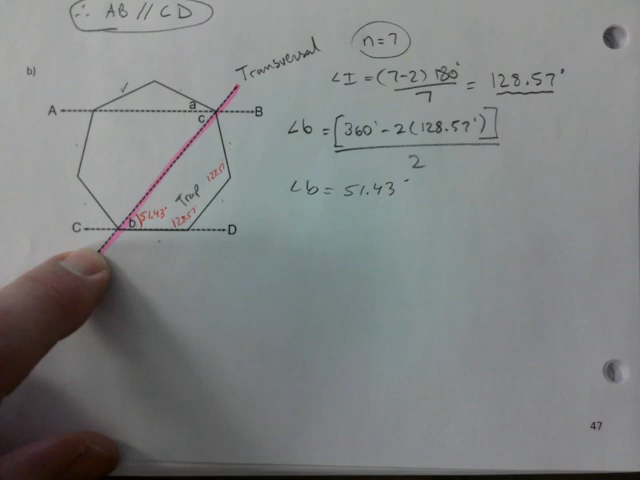 ∴ AB // CD
n=7
b)
Transversal
∠I = (7-2) 180° / 7 = 128.57°
A a B
c
∠b = [360° - 2(128.57°)] / 2
Trap
128.57
∠b = 51.43°
b 51.43°
128.57
C D
47